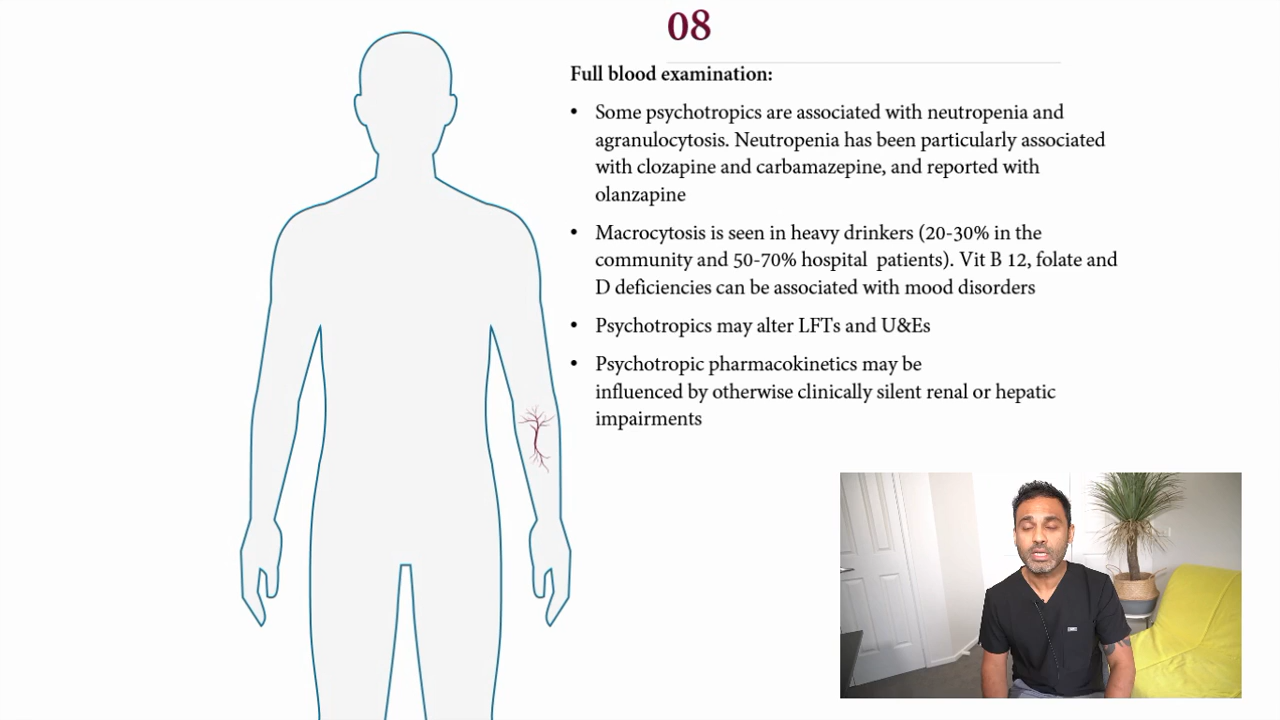 08
Full blood examination:
• Some psychotropics are associated with neutropenia and
agranulocytosis. Neutropenia has been particularly associated
with clozapine and carbamazepine, and reported with
olanzapine
• Macrocytosis is seen in heavy drinkers (20-30% in the
community and 50-70% hospital  patients). Vit B 12, folate and
D deficiencies can be associated with mood disorders
• Psychotropics may alter LFTs and U&Es
• Psychotropic pharmacokinetics may be
influenced by otherwise clinically silent renal or hepatic
impairments